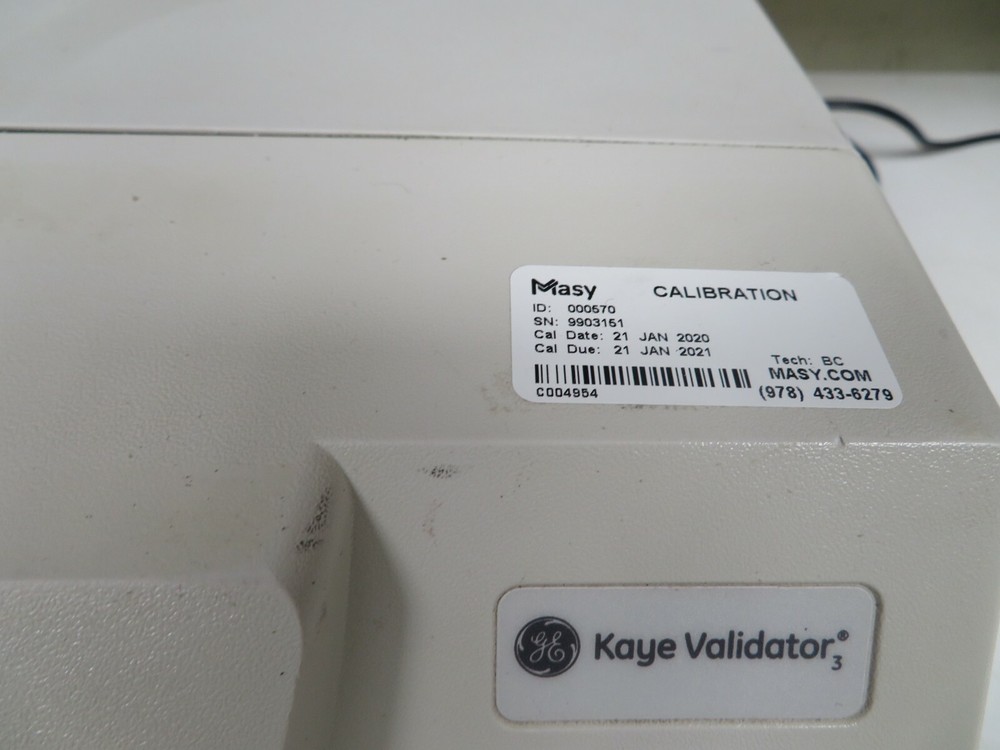 Masy CALIBRATION
ID: 000570
SN: 9903151
Cal Date: 21 JAN 2020
Cal Due: 21 JAN 2021
Tech: BC
MASY.COM
C004954 (978) 433-6279
GE Kaye Validator®3